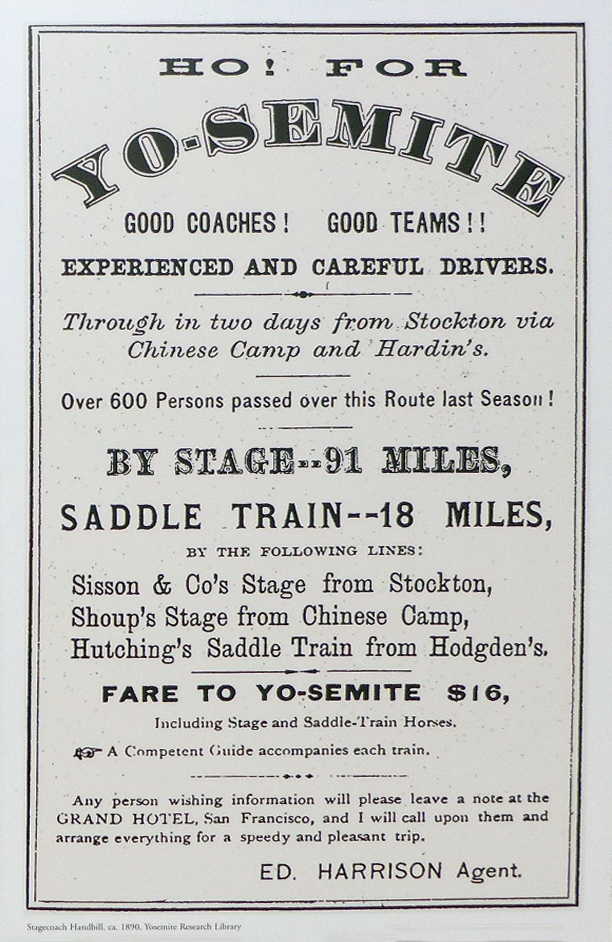 HO! FOR
YO-SEMITE
GOOD COACHES! GOOD TEAMS!!
EXPERIENCED AND CAREFUL DRIVERS.
Through in two days from Stockton via
Chinese Camp and Hardin's.
Over 600 Persons passed over this Route last Season!
BY STAGE--91 MILES,
SADDLE TRAIN--18 MILES,
BY THE FOLLOWING LINES:
Sisson & Co's Stage from Stockton,
Shoup's Stage from Chinese Camp,
Hutching's Saddle Train from Hodgden's.
FARE TO YO-SEMITE $16,
Including Stage and Saddle-Train Horses.
☞ A Competent Guide accompanies each train.
Any person wishing information will please leave a note at the
GRAND HOTEL, San Francisco, and I will call upon them and
arrange everything for a speedy and pleasant trip.
ED. HARRISON Agent.
Stagecoach Handbill, ca. 1890, Yosemite Research Library